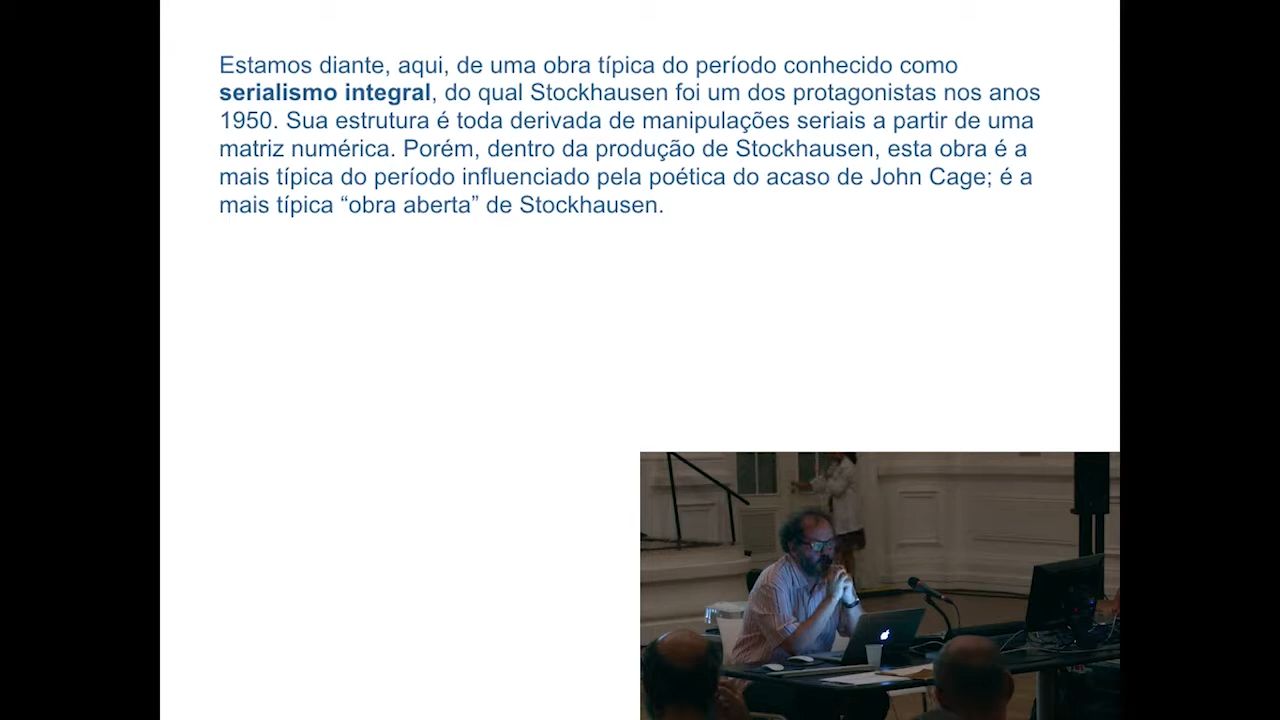 Estamos diante, aqui, de uma obra típica do período conhecido como
serialismo integral, do qual Stockhausen foi um dos protagonistas nos anos
1950. Sua estrutura é toda derivada de manipulações seriais a partir de uma
matriz numérica. Porém, dentro da produção de Stockhausen, esta obra é a
mais típica do período influenciado pela poética do acaso de John Cage; é a
mais típica “obra aberta” de Stockhausen.